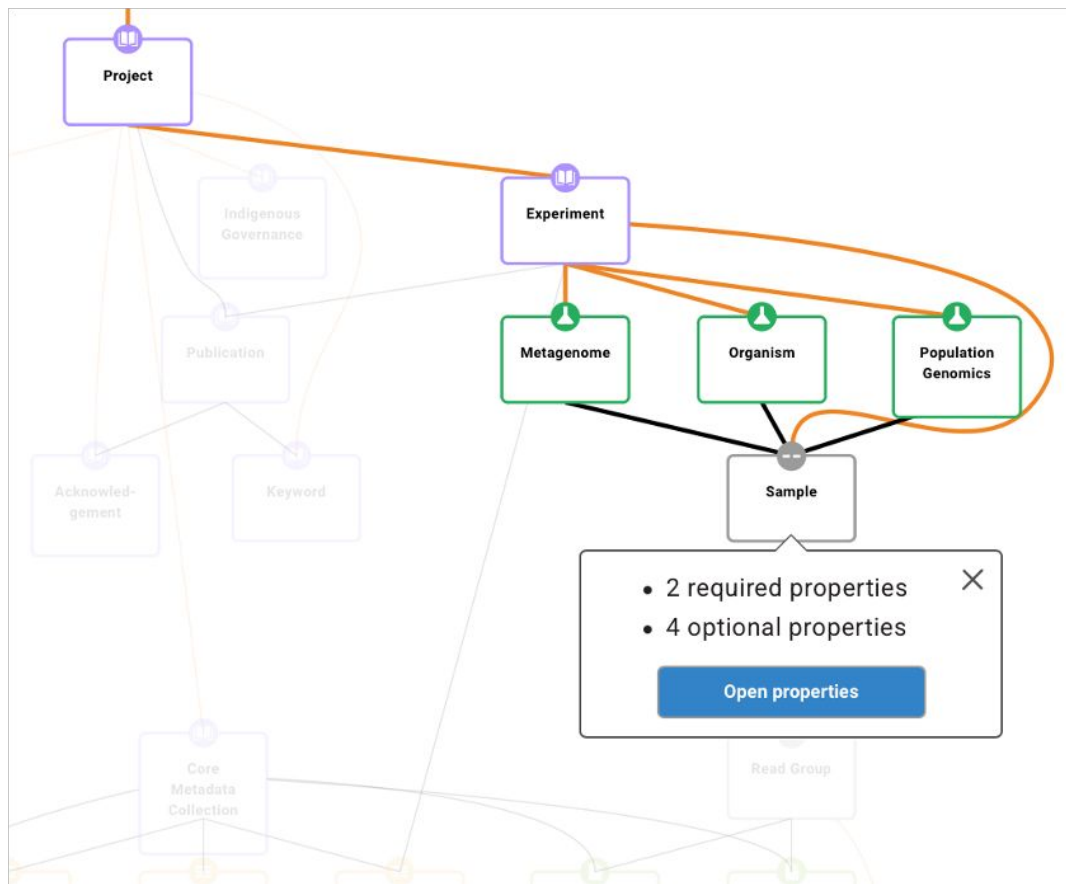 Project
Indigenous
Governance
Experiment
Publication
Metagenome
Organism
Population
Genomics
Acknowled-
gement
Keyword
Sample
• 2 required properties
• 4 optional properties
Open properties
Core
Metadata
Collection
Read Group